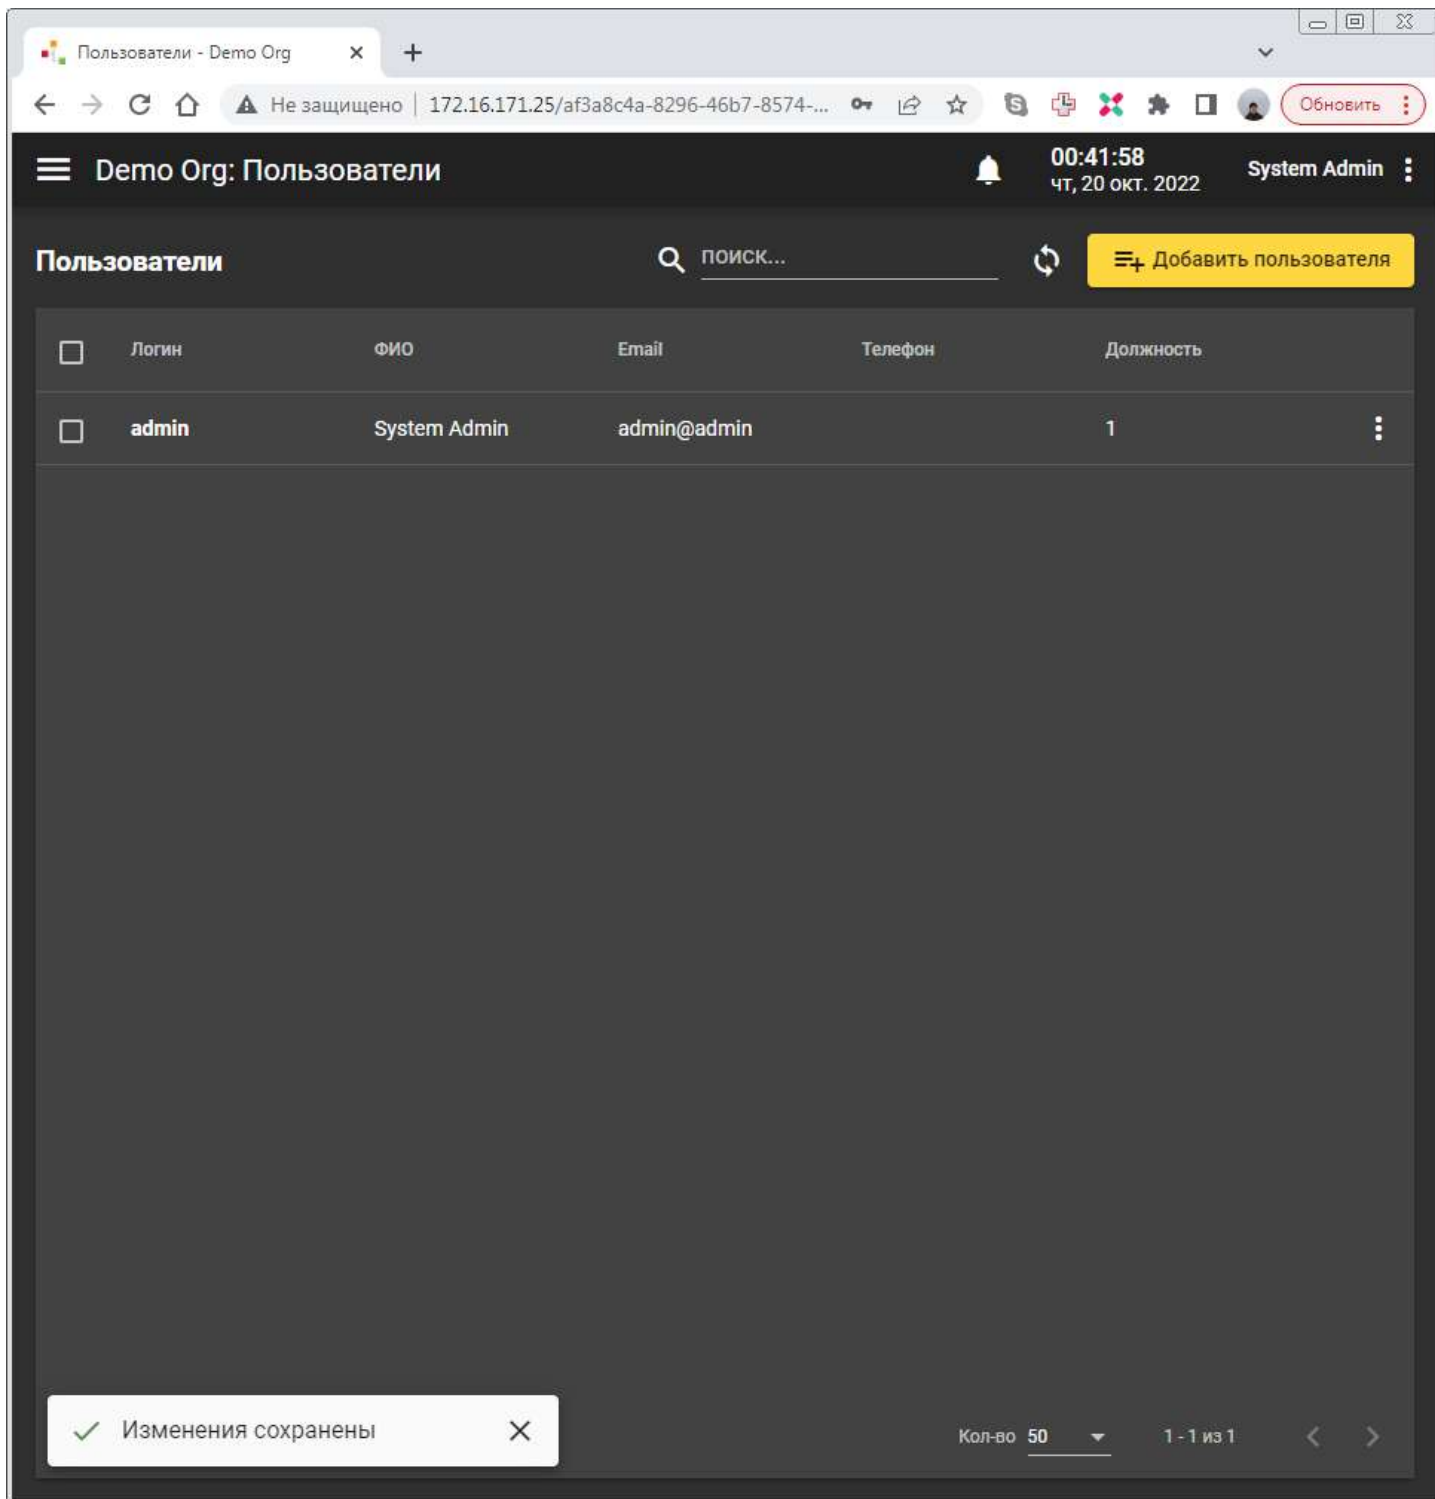 Пользователи - Demo Org
Не защищено 172.16.171.25/af3a8c4a-8296-46b7-8574-... Обновить
Demo Org: Пользователи 00:41:58 System Admin
чт, 20 окт. 2022
Пользователи поиск... Добавить пользователя
Логин ФИО Email Телефон Должность
admin System Admin admin@admin 1
Изменения сохранены Кол-во 50 1 - 1 из 1